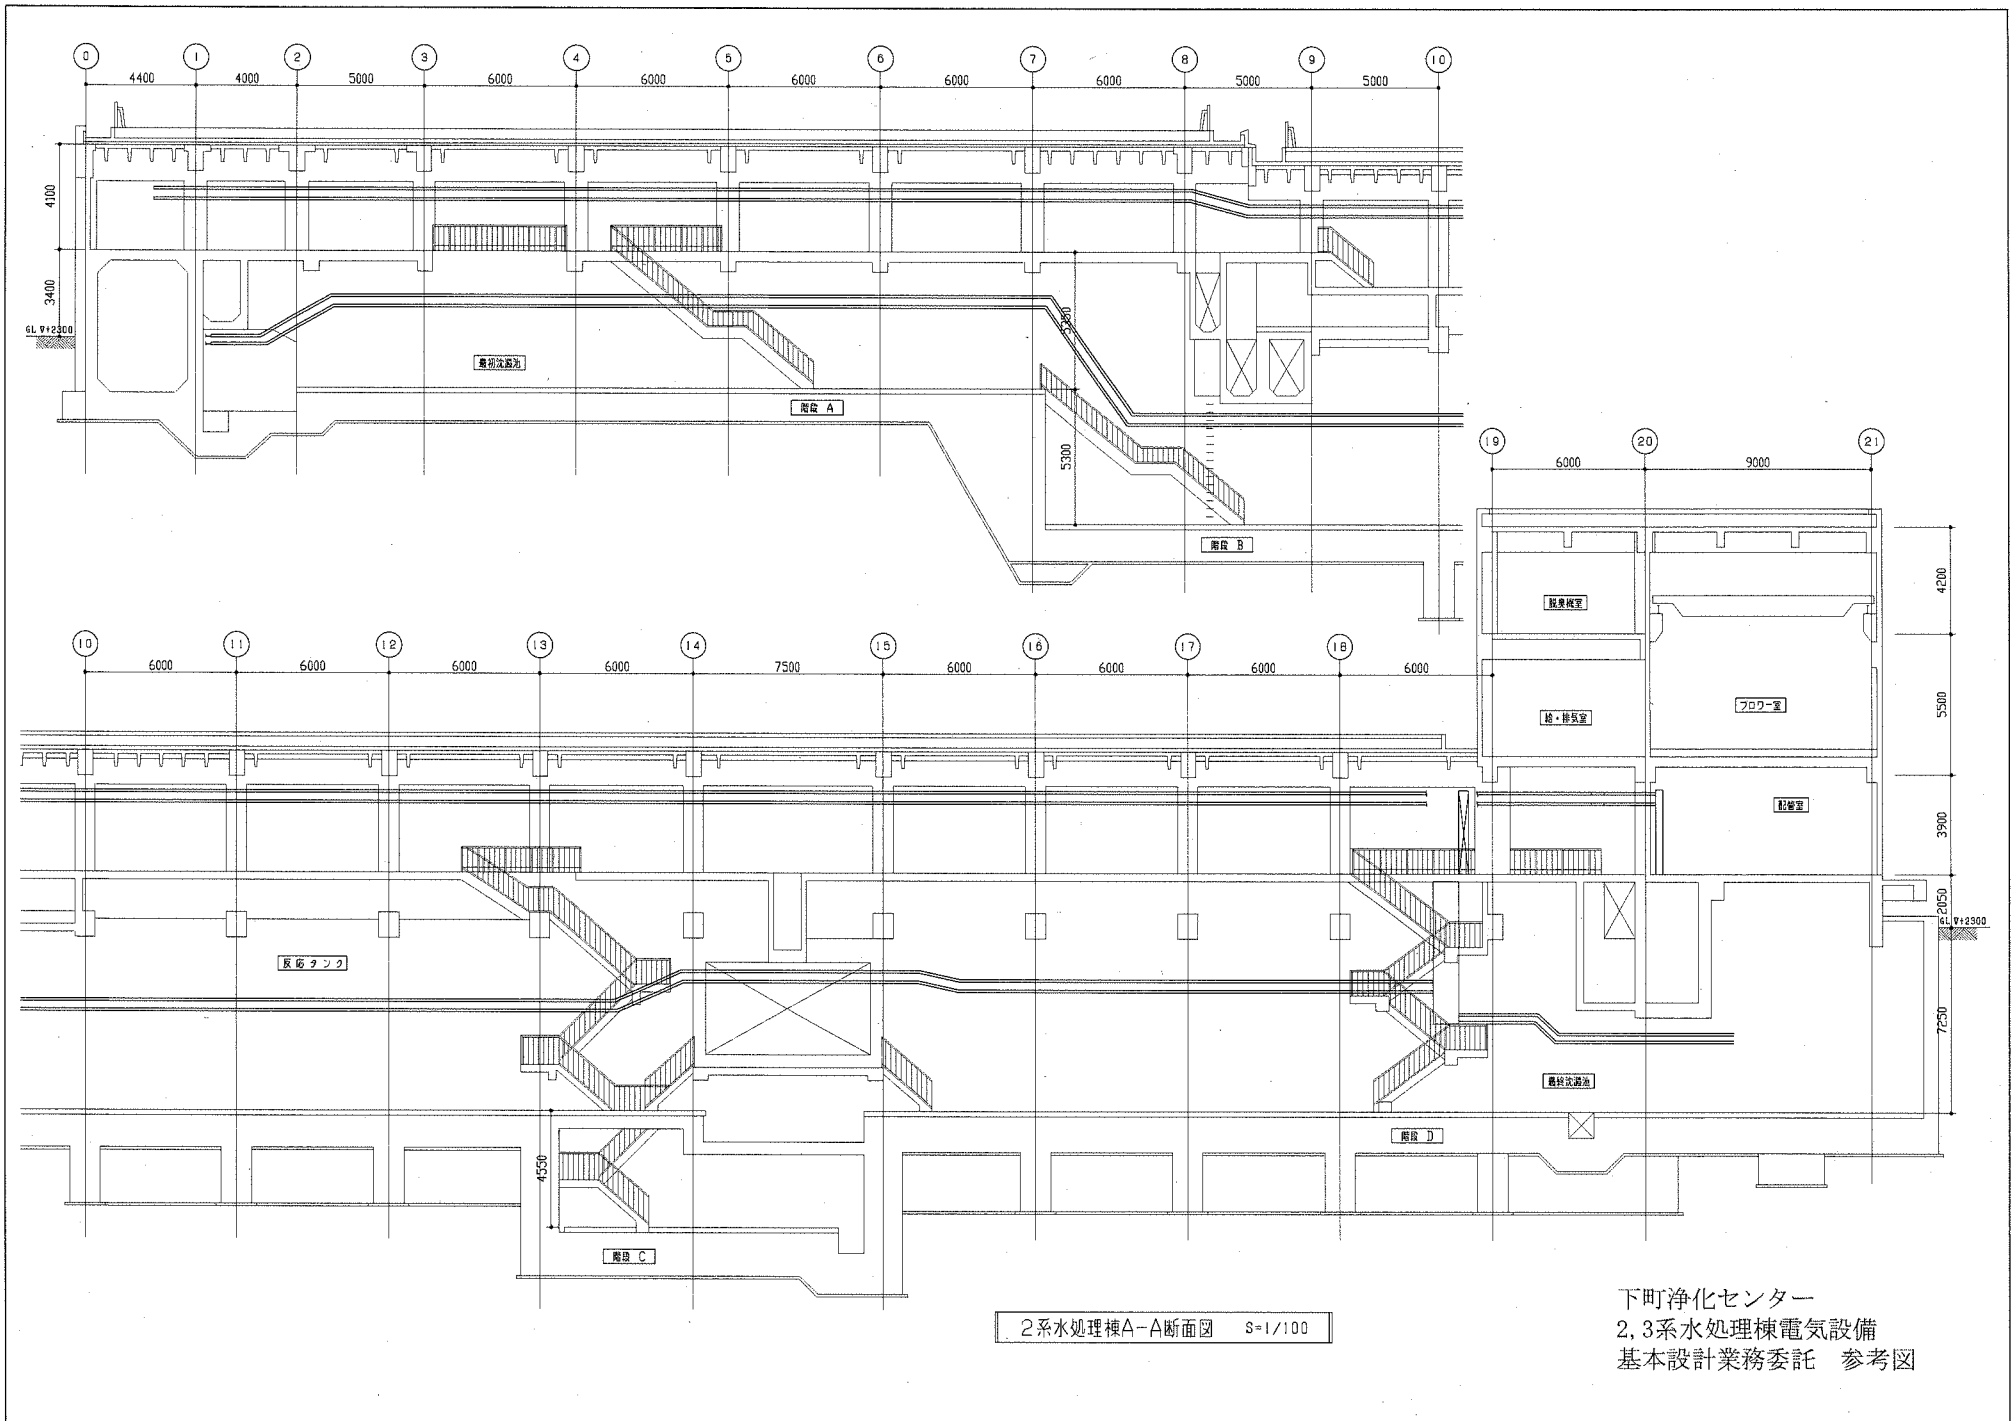 0 1 2 3 4 5 6 7 8 9 10
4400 4000 5000 6000 6000 6000 6000 6000 5000 5000
4100
3400
GL ∇+2300
最初沈澱池
階段 A
5250
5300
階段 B
19 20 21
6000 9000
脱臭機室
給・排気室
ブロワー室
配管室
4200
5500
3900
2050
GL ∇+2300
7250
10 11 12 13 14 15 16 17 18
6000 6000 6000 6000 7500 6000 6000 6000 6000
反応タンク
最終沈澱池
階段 D
4550
階段 C
2系水処理棟A-A断面図 S=1/100
下町浄化センター
2,3系水処理棟電気設備
基本設計業務委託 参考図